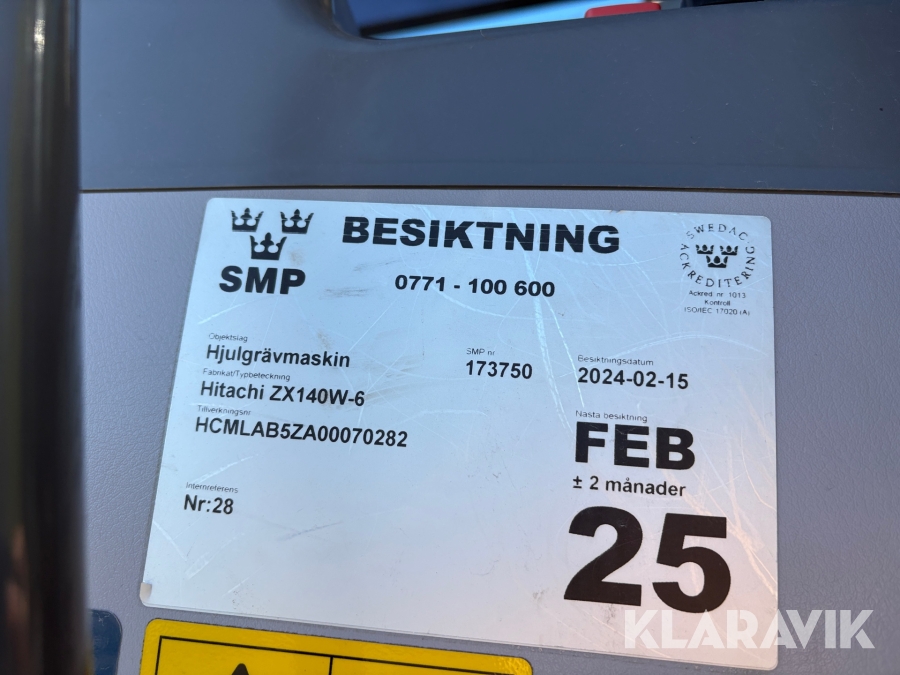 SMP
BESIKTNING
0771 - 100 600
SWEDAC
ACKREDITERING
Ackred. nr. 1013
Kontroll
ISO/IEC 17020 (A)
Objektslag
Hjulgrävmaskin
Fabrikat/Typbeteckning
Hitachi ZX140W-6
Tillverkningsnr
HCMLAB5ZA00070282
Internreferens
Nr:28
SMP nr
173750
Besiktningsdatum
2024-02-15
Nästa besiktning
FEB
± 2 månader
25
KLARAVIK